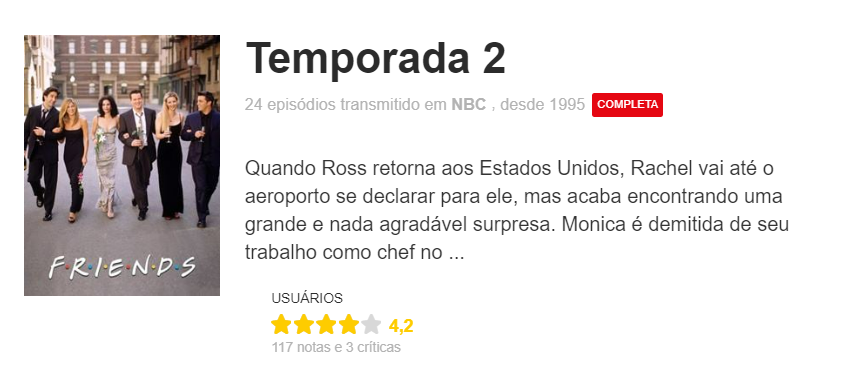 Temporada 2
24 episódios transmitido em NBC , desde 1995 COMPLETA
Quando Ross retorna aos Estados Unidos, Rachel vai até o
aeroporto se declarar para ele, mas acaba encontrando uma
grande e nada agradável surpresa. Monica é demitida de seu
trabalho como chef no ...
F·R·I·E·N·D·S
USUÁRIOS
4,2
117 notas e 3 críticas